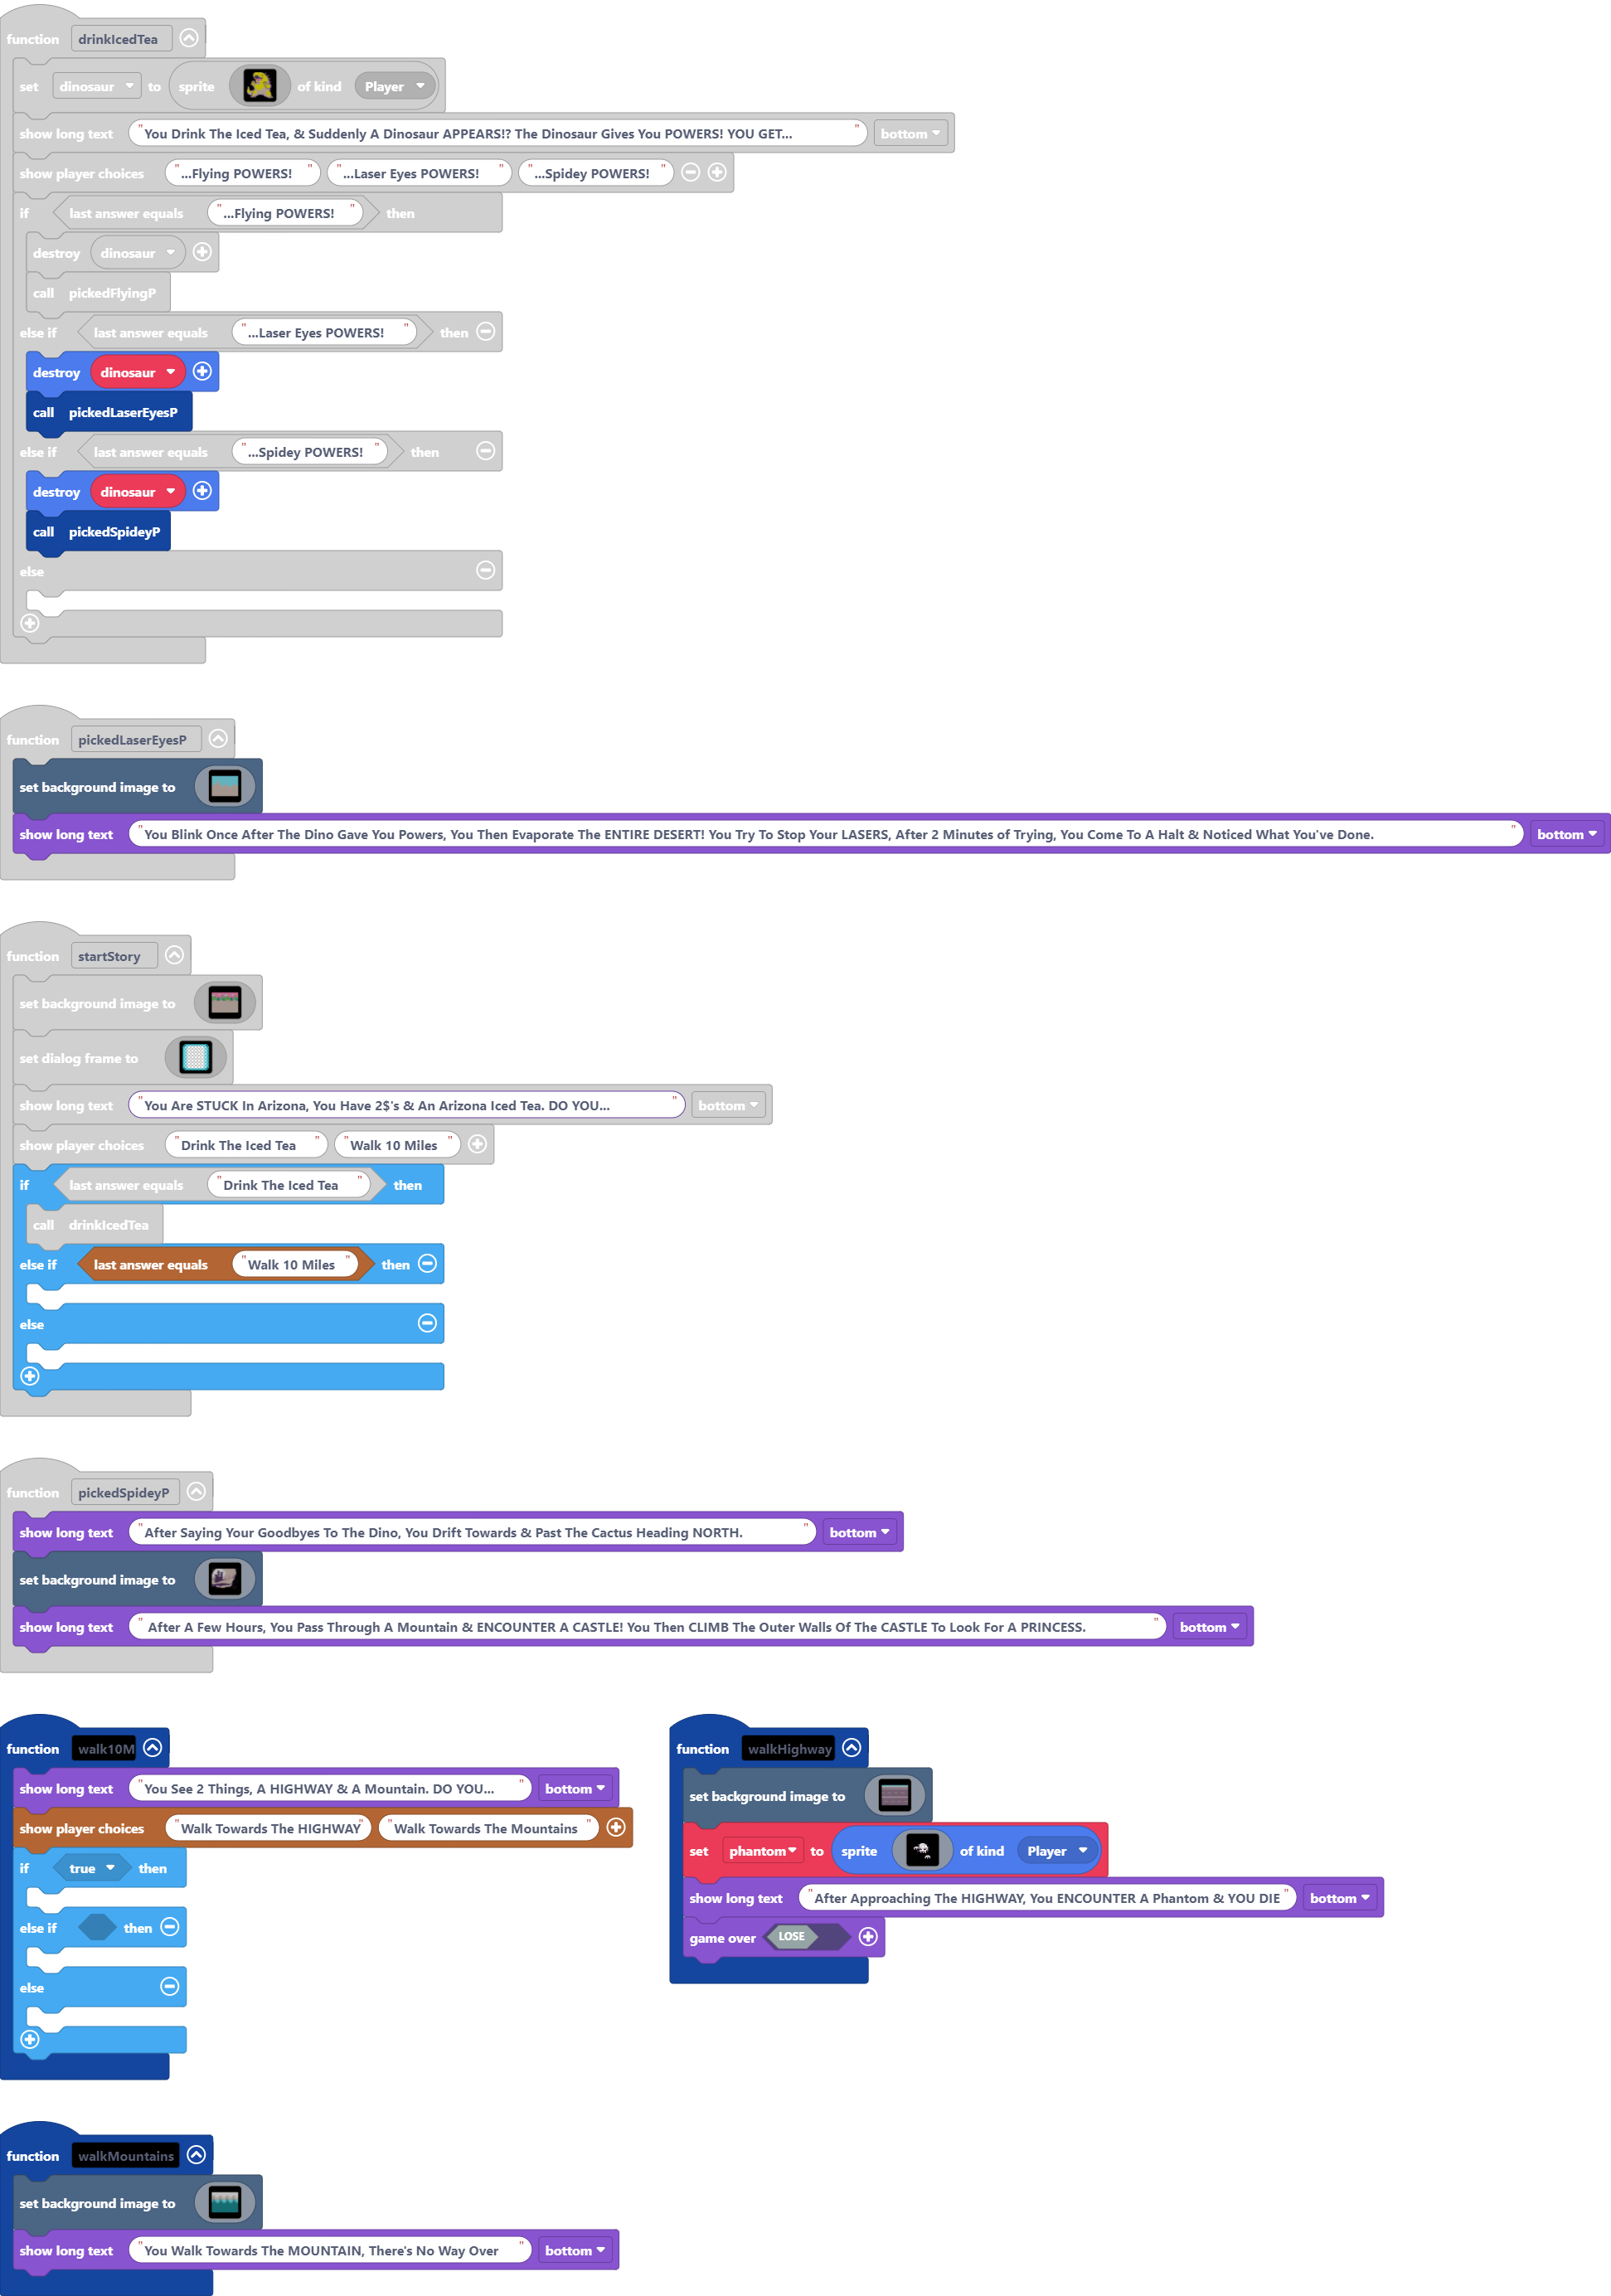 function drinkIcedTea
set dinosaur to sprite of kind Player
show long text "You Drink The Iced Tea, & Suddenly A Dinosaur APPEARS!? The Dinosaur Gives You POWERS! YOU GET..." bottom
show player choices "...Flying POWERS!" "...Laser Eyes POWERS!" "...Spidey POWERS!"
if last answer equals "...Flying POWERS!" then
destroy dinosaur
call pickedFlyingP
else if last answer equals "...Laser Eyes POWERS!" then
destroy dinosaur
call pickedLaserEyesP
else if last answer equals "...Spidey POWERS!" then
destroy dinosaur
call pickedSpideyP
else
function pickedLaserEyesP
set background image to
show long text "You Blink Once After The Dino Gave You Powers, You Then Evaporate The ENTIRE DESERT! You Try To Stop Your LASERS, After 2 Minutes of Trying, You Come To A Halt & Noticed What You've Done." bottom
function startStory
set background image to
set dialog frame to
show long text "You Are STUCK In Arizona, You Have 2$'s & An Arizona Iced Tea. DO YOU..." bottom
show player choices "Drink The Iced Tea" "Walk 10 Miles"
if last answer equals "Drink The Iced Tea" then
call drinkIcedTea
else if last answer equals "Walk 10 Miles" then
else
function pickedSpideyP
show long text "After Saying Your Goodbyes To The Dino, You Drift Towards & Past The Cactus Heading NORTH." bottom
set background image to
show long text "After A Few Hours, You Pass Through A Mountain & ENCOUNTER A CASTLE! You Then CLIMB The Outer Walls Of The CASTLE To Look For A PRINCESS." bottom
function walk10M
show long text "You See 2 Things, A HIGHWAY & A Mountain. DO YOU..." bottom
show player choices "Walk Towards The HIGHWAY" "Walk Towards The Mountains"
if true then
else if then
else
function walkHighway
set background image to
set phantom to sprite of kind Player
show long text "After Approaching The HIGHWAY, You ENCOUNTER A Phantom & YOU DIE" bottom
game over LOSE
function walkMountains
set background image to
show long text "You Walk Towards The MOUNTAIN, There's No Way Over" bottom